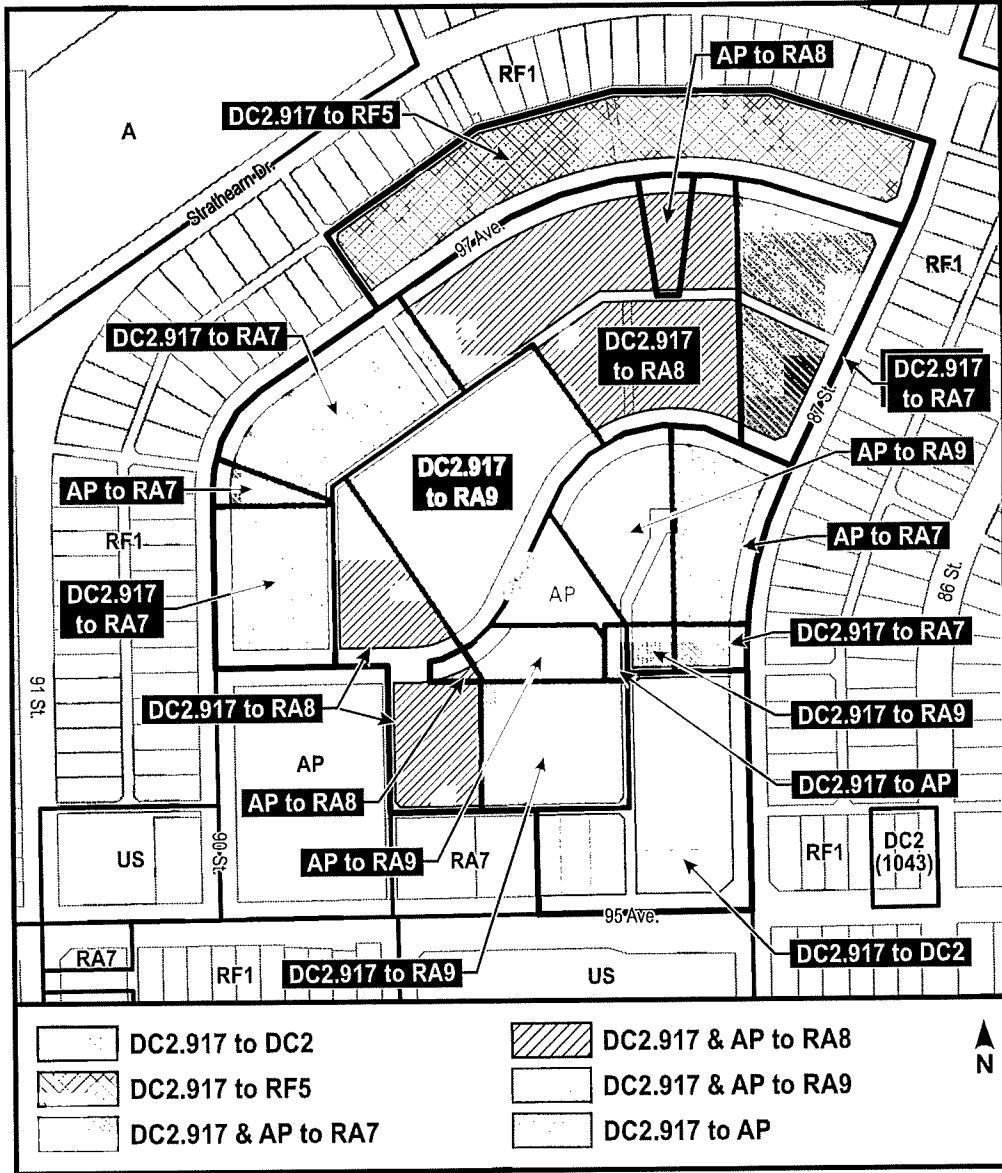 AP to RA8
RF1
DC2.917 to RF5
A
Strathearn Dr.
97 Ave.
RF1
DC2.917 to RA7
DC2.917
to RA8
DC2.917
to RA7
87 St.
AP to RA9
DC2.917
to RA9
AP to RA7
RF1
AP to RA7
86 St.
AP
DC2.917
to RA7
DC2.917 to RA7
91 St.
DC2.917 to RA8
DC2.917 to RA9
AP
DC2.917 to AP
AP to RA8
90 St.
US
AP to RA9
RA7
RF1
DC2
(1043)
95 Ave.
DC2.917 to DC2
RA7
RF1
DC2.917 to RA9
US
DC2.917 to DC2
DC2.917 to RF5
DC2.917 & AP to RA7
DC2.917 & AP to RA8
DC2.917 & AP to RA9
DC2.917 to AP
N